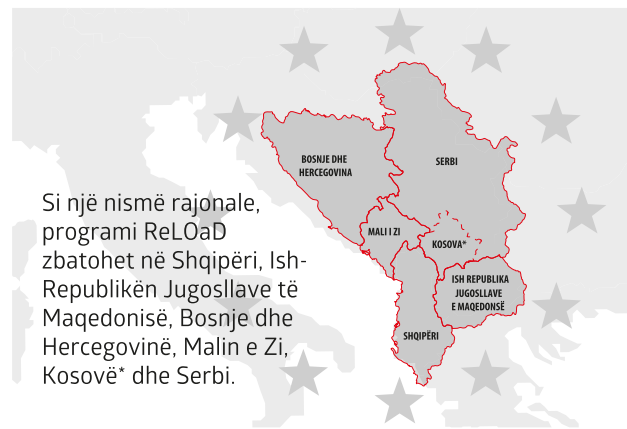 BOSNJE DHE
HERCEGOVINA
SERBI
MALI I ZI
KOSOVA*
ISH REPUBLIKA
JUGOSLLAVE
E MAQEDONSË
SHQIPËRI
Si një nismë rajonale,
programi ReLOaD
zbatohet në Shqipëri, Ish-
Republikën Jugosllave të
Maqedonisë, Bosnje dhe
Hercegovinë, Malin e Zi,
Kosovë* dhe Serbi.